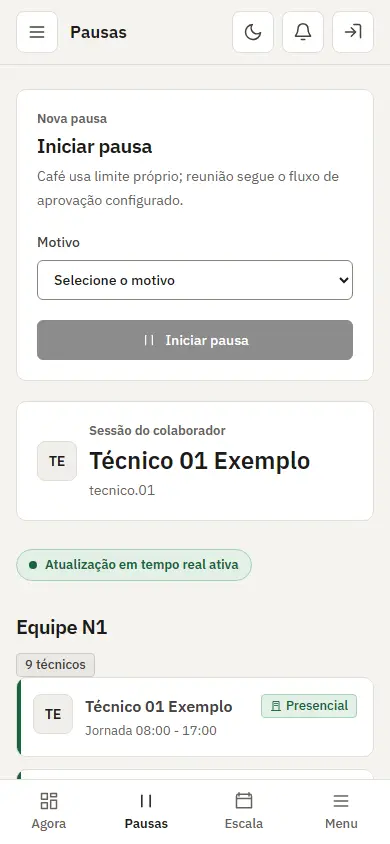 Pausas
Nova pausa
Iniciar pausa
Café usa limite próprio; reunião segue o fluxo de
aprovação configurado.
Motivo
Selecione o motivo
Iniciar pausa
Sessão do colaborador
TE
Técnico 01 Exemplo
tecnico.01
Atualização em tempo real ativa
Equipe N1
9 técnicos
TE
Técnico 01 Exemplo
Presencial
Jornada 08:00 - 17:00
Agora
Pausas
Escala
Menu